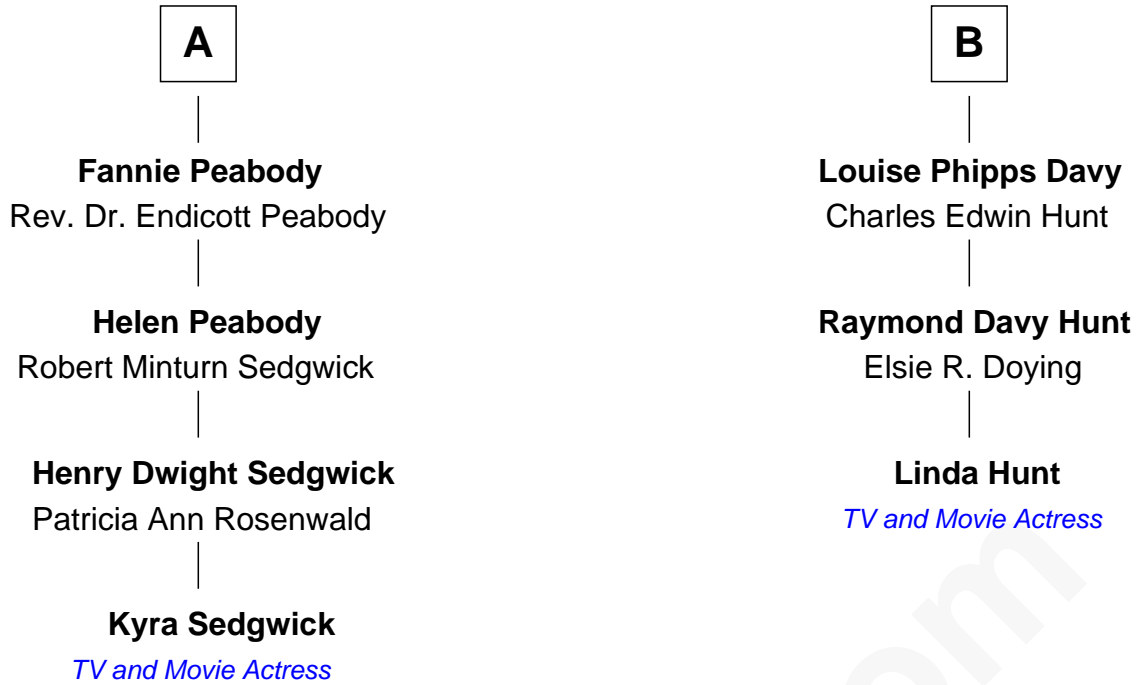 A
Fannie Peabody
Rev. Dr. Endicott Peabody
Helen Peabody
Robert Minturn Sedgwick
Henry Dwight Sedgwick
Patricia Ann Rosenwald
Kyra Sedgwick
TV and Movie Actress
B
Louise Phipps Davy
Charles Edwin Hunt
Raymond Davy Hunt
Elsie R. Doying
Linda Hunt
TV and Movie Actress
om